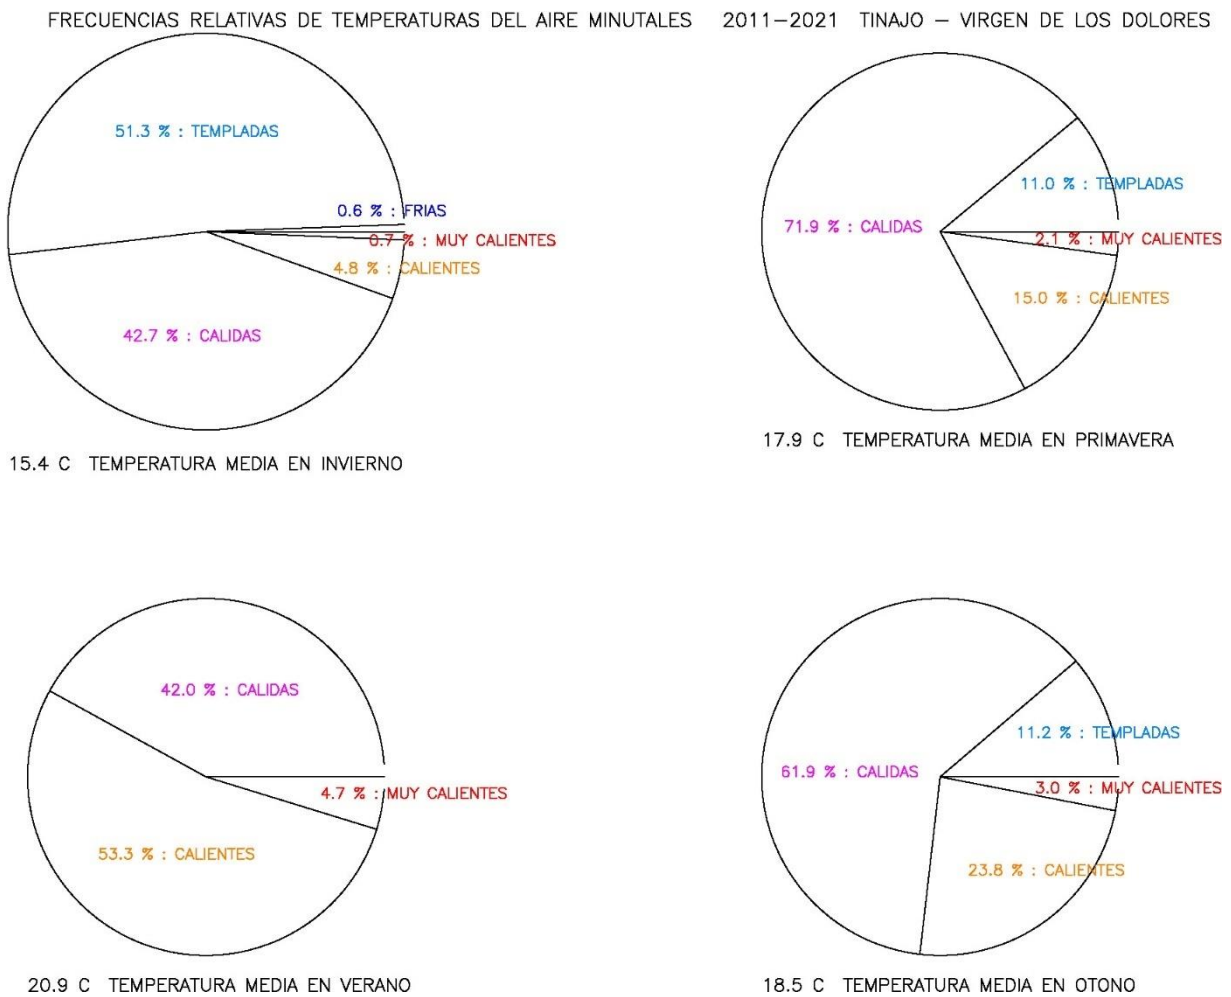 FRECUENCIAS RELATIVAS DE TEMPERATURAS DEL AIRE MINUTALES 2011-2021 TINAJO - VIRGEN DE LOS DOLORES
51.3 % : TEMPLADAS
0.6 % : FRIAS
0.7 % : MUY CALIENTES
4.8 % : CALIENTES
42.7 % : CALIDAS
15.4 C TEMPERATURA MEDIA EN INVIERNO
11.0 % : TEMPLADAS
71.9 % : CALIDAS
2.1 % : MUY CALIENTES
15.0 % : CALIENTES
17.9 C TEMPERATURA MEDIA EN PRIMAVERA
42.0 % : CALIDAS
4.7 % : MUY CALIENTES
53.3 % : CALIENTES
20.9 C TEMPERATURA MEDIA EN VERANO
11.2 % : TEMPLADAS
61.9 % : CALIDAS
3.0 % : MUY CALIENTES
23.8 % : CALIENTES
18.5 C TEMPERATURA MEDIA EN OTONO